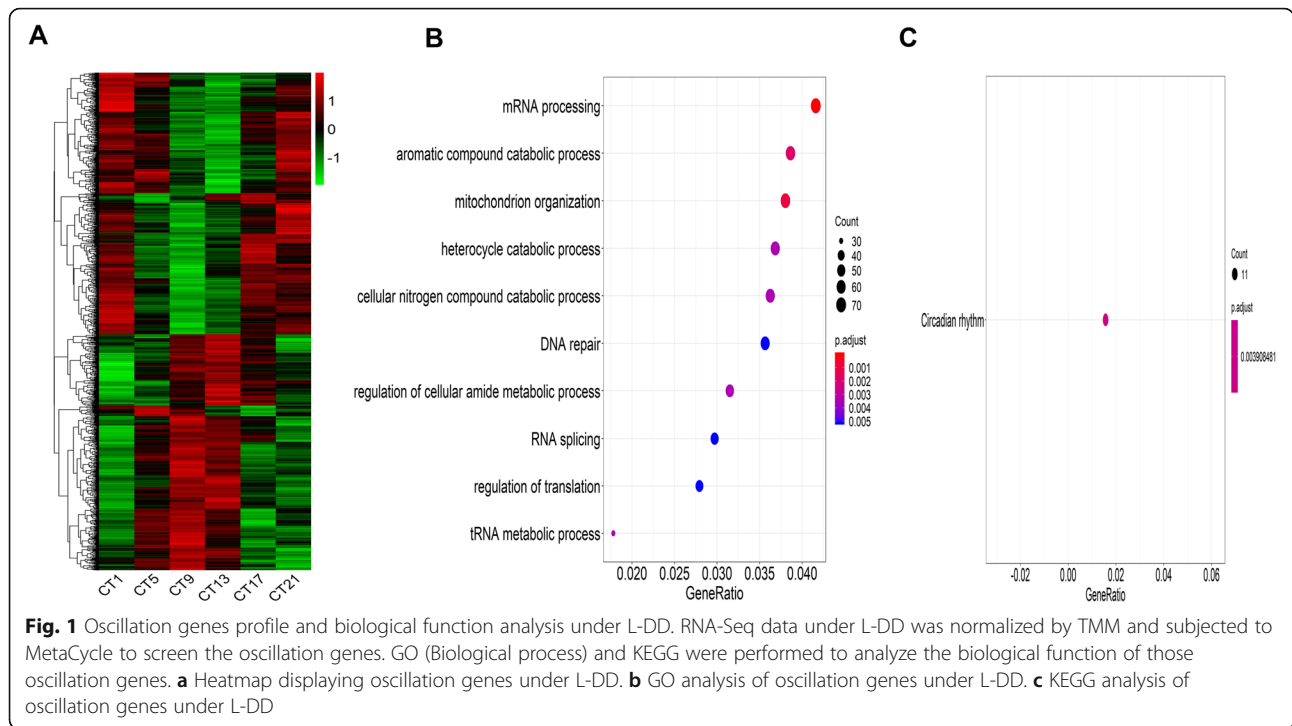 A
1
0
-1
CT1
CT5
CT9
CT13
CT17
CT21
B
mRNA processing
aromatic compound catabolic process
mitochondrion organization
heterocycle catabolic process
cellular nitrogen compound catabolic process
DNA repair
regulation of cellular amide metabolic process
RNA splicing
regulation of translation
tRNA metabolic process
0.020 0.025 0.030 0.035 0.040
GeneRatio
Count
30
40
50
60
70
p.adjust
0.001
0.002
0.003
0.004
0.005
C
Circadian rhythm
-0.02 0.00 0.02 0.04 0.06
GeneRatio
Count
11
p.adjust
0.003908481
Fig. 1 Oscillation genes profile and biological function analysis under L-DD. RNA-Seq data under L-DD was normalized by TMM and subjected to
MetaCycle to screen the oscillation genes. GO (Biological process) and KEGG were performed to analyze the biological function of those
oscillation genes. a Heatmap displaying oscillation genes under L-DD. b GO analysis of oscillation genes under L-DD. c KEGG analysis of
oscillation genes under L-DD